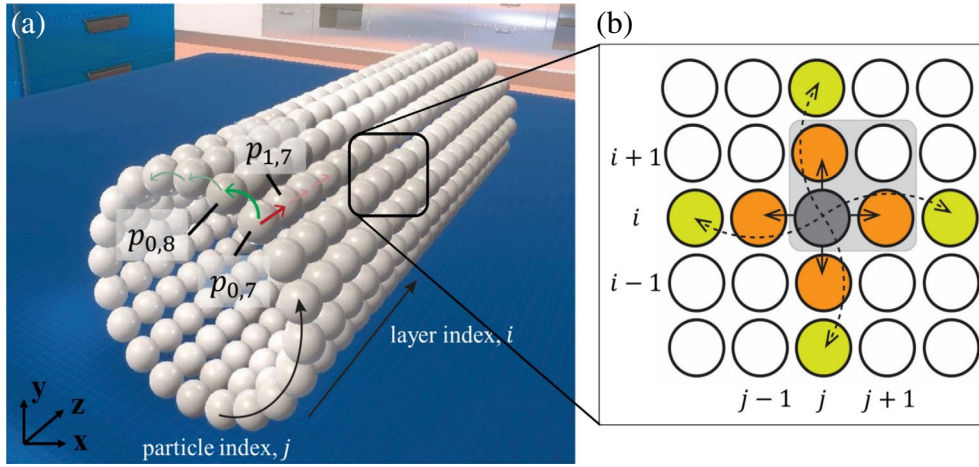 (a)
(b)
p₁,₇
p₀,₈
p₀,₇
layer index, i
particle index, j
y
z
x
i + 1
i
i − 1
j − 1 j j + 1